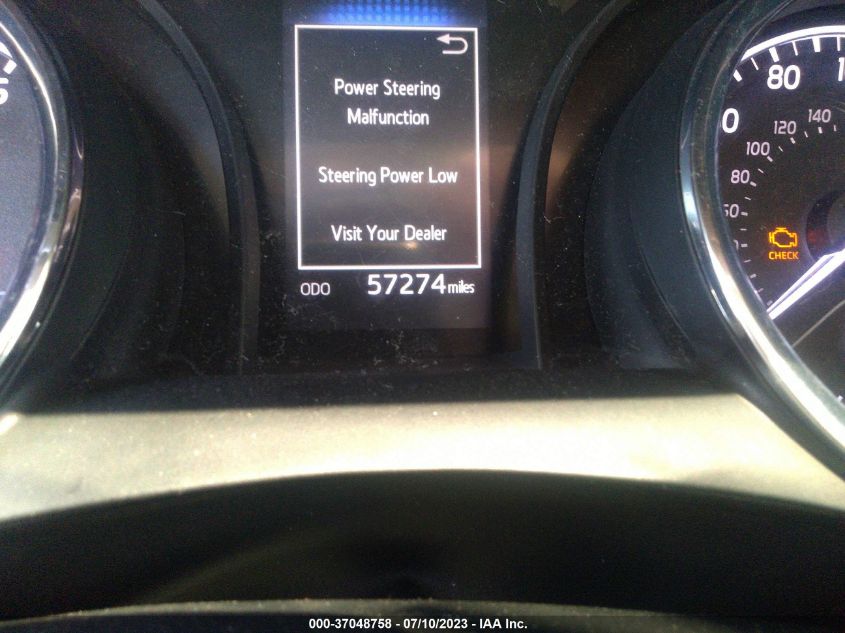 Power Steering
Malfunction
Steering Power Low
Visit Your Dealer
ODO 57274 miles
80
100
120
140
80
CHECK
000-37048758 - 07/10/2023 - IAA Inc.